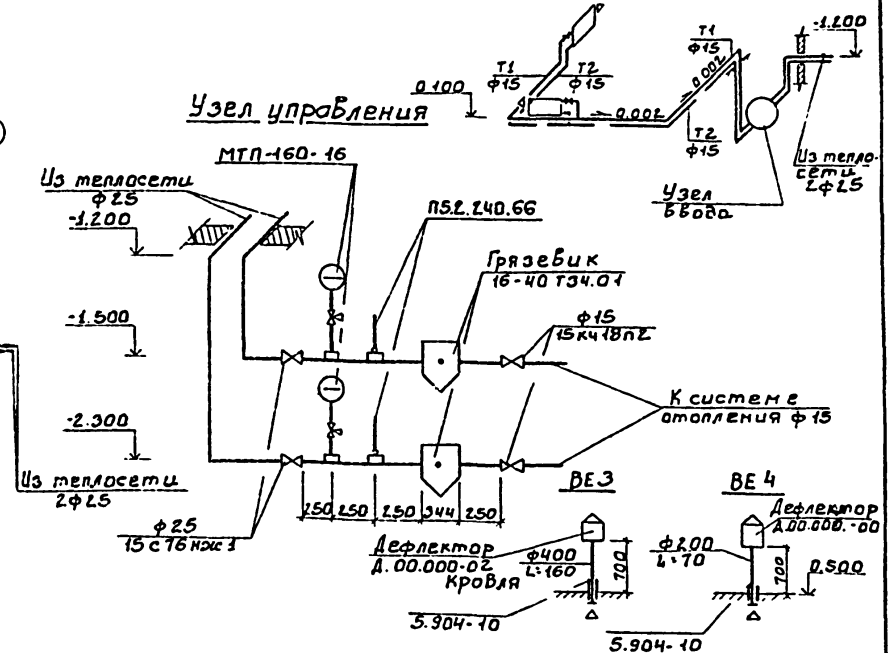 Узел управления
МТП-160-16
Из теплосети
ф25
-1.200
П5.2.240.66
Грязевик
16-40 ТЗ4.01
-1.500
ф15
15кч18п2
-2.300
К системе
отопления ф15
Из теплосети
2ф25
ф25
15с76нж1
250
250
250
344
250
0.100
Т1
ф15
Т2
ф15
0.002
Т1
ф15
0.002
Т2
ф15
-1.200
Из тепло-
сети
2ф25
Узел
ввода
ВЕ3
Дефлектор
Д.00.000-02
ф400
L=160
700
кровля
5.904-10
ВЕ4
Дефлектор
Д.00.000.-00
ф200
L=70
700
0.500
5.904-10